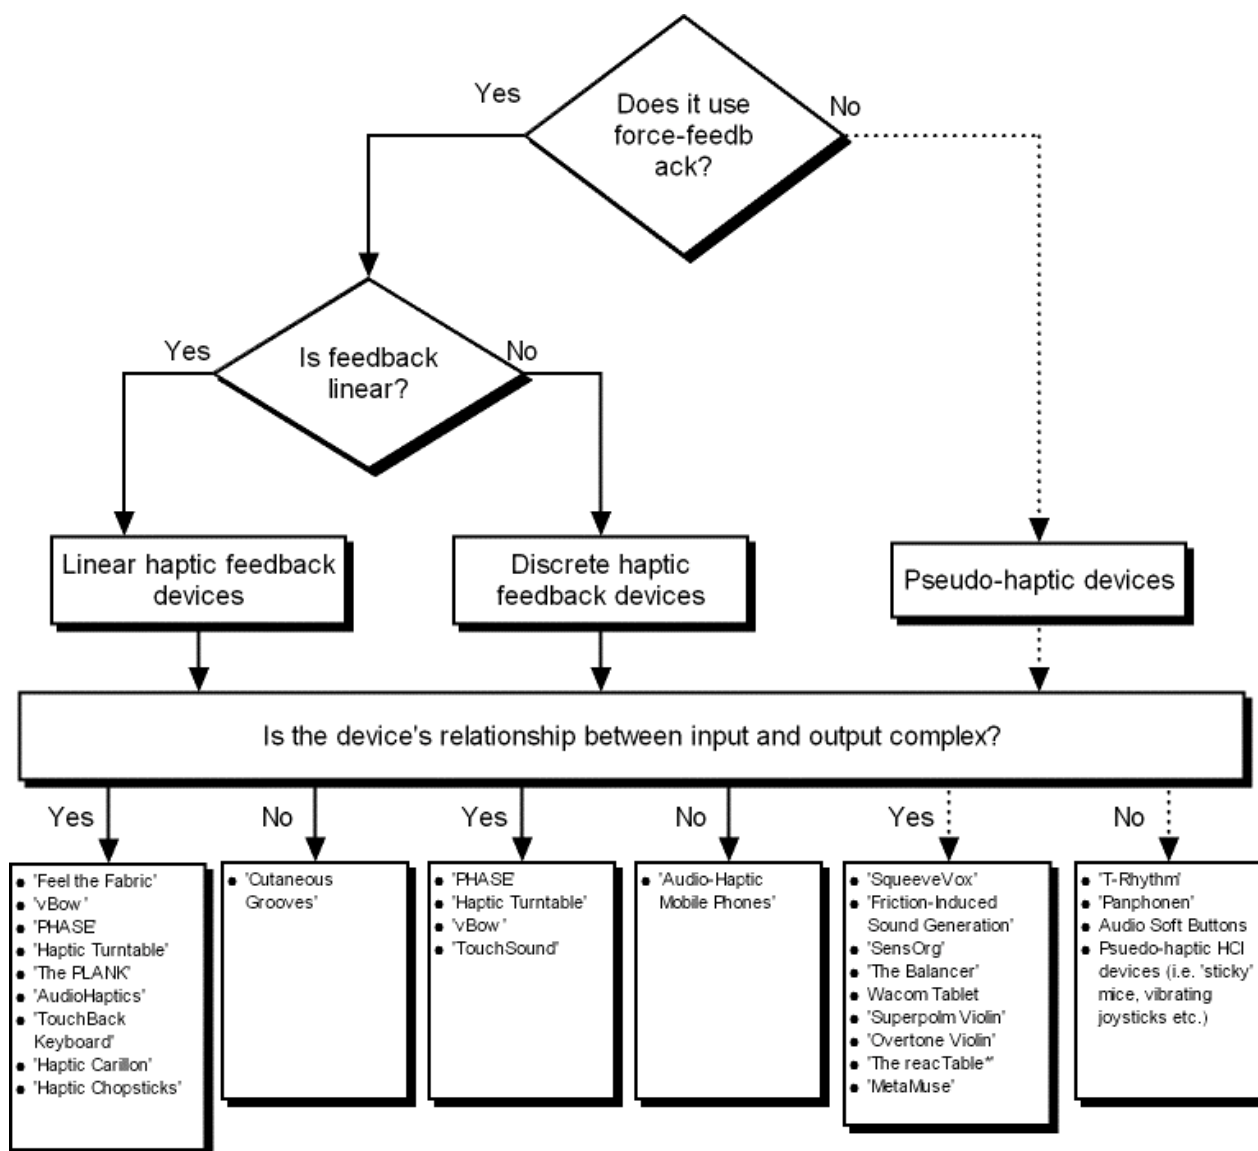 Does it use
force-feedb
ack?
Yes
No
Is feedback
linear?
Yes
No
Linear haptic feedback
devices
Discrete haptic
feedback devices
Pseudo-haptic devices
Is the device's relationship between input and output complex?
Yes
No
Yes
No
Yes
No
• 'Feel the Fabric'
• 'vBow'
• 'PHASE'
• 'Haptic Turntable'
• 'The PLANK'
• 'AudioHaptics'
• 'TouchBack
Keyboard'
• 'Haptic Carillon'
• 'Haptic Chopsticks'
• 'Cutaneous
Grooves'
• 'PHASE'
• 'Haptic Turntable'
• 'vBow'
• 'TouchSound'
• 'Audio-Haptic
Mobile Phones'
• 'SqueeveVox'
• 'Friction-Induced
Sound Generation'
• 'SensOrg'
• 'The Balancer'
• Wacom Tablet
• 'Superpolm Violin'
• 'Overtone Violin'
• 'The reacTable*'
• 'MetaMuse'
• 'T-Rhythm'
• 'Panphonen'
• Audio Soft Buttons
• Psuedo-haptic HCI
devices (i.e. 'sticky'
mice, vibrating
joysticks etc.)